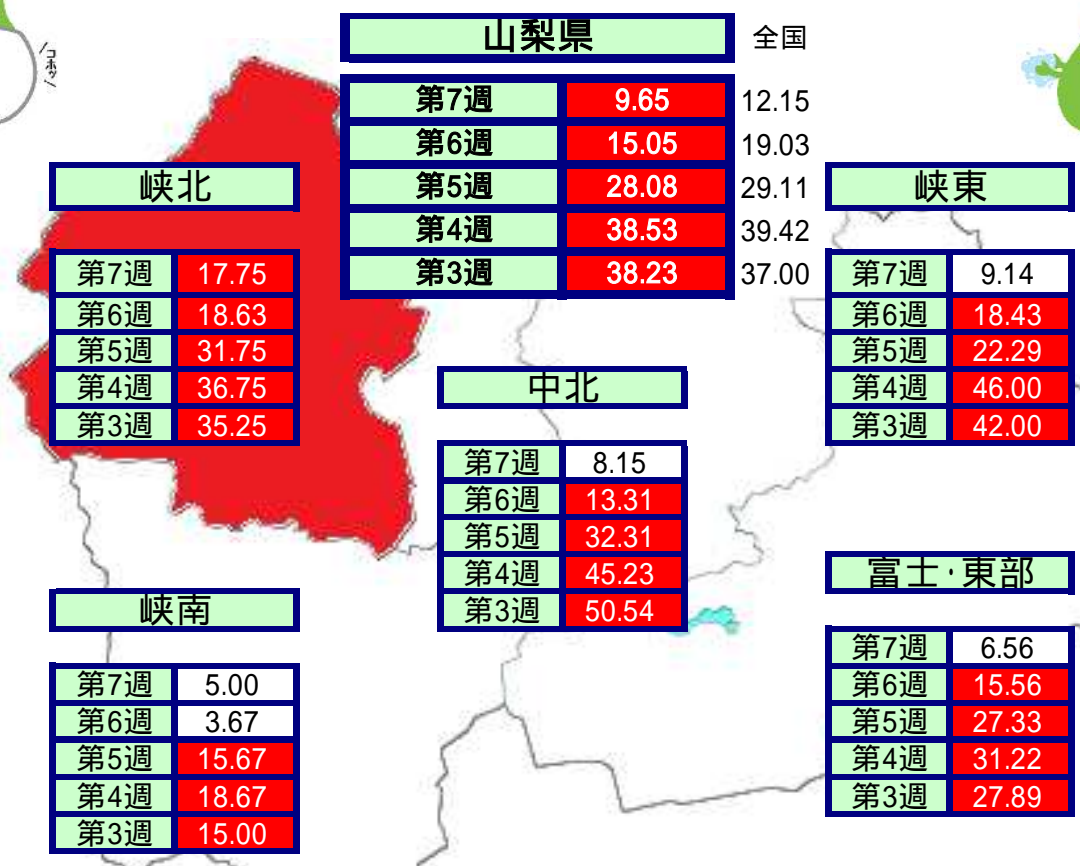 山梨県 全国
第7週 9.65 12.15
第6週 15.05 19.03
第5週 28.08 29.11
第4週 38.53 39.42
第3週 38.23 37.00
峡北
第7週 17.75
第6週 18.63
第5週 31.75
第4週 36.75
第3週 35.25
峡東
第7週 9.14
第6週 18.43
第5週 22.29
第4週 46.00
第3週 42.00
中北
第7週 8.15
第6週 13.31
第5週 32.31
第4週 45.23
第3週 50.54
峡南
第7週 5.00
第6週 3.67
第5週 15.67
第4週 18.67
第3週 15.00
富士・東部
第7週 6.56
第6週 15.56
第5週 27.33
第4週 31.22
第3週 27.89